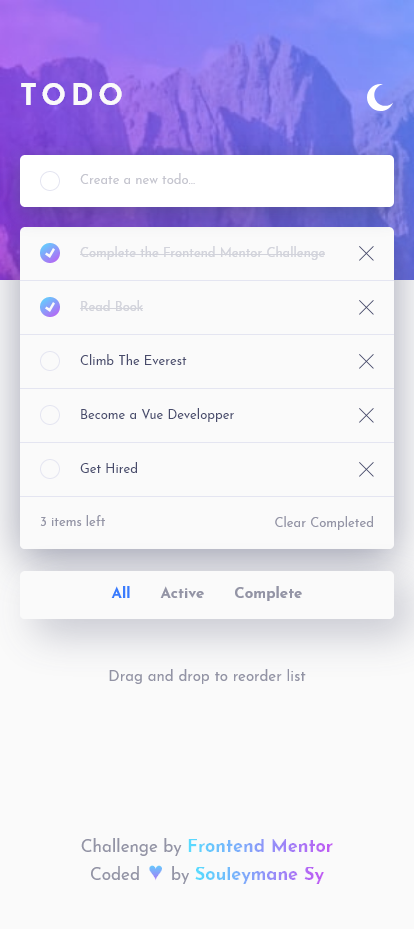 TODO
Create a new todo...
Complete the Frontend Mentor Challenge
Read Book
Climb The Everest
Become a Vue Developper
Get Hired
3 items left Clear Completed
All Active Complete
Drag and drop to reorder list
Challenge by Frontend Mentor
Coded ♥ by Souleymane Sy